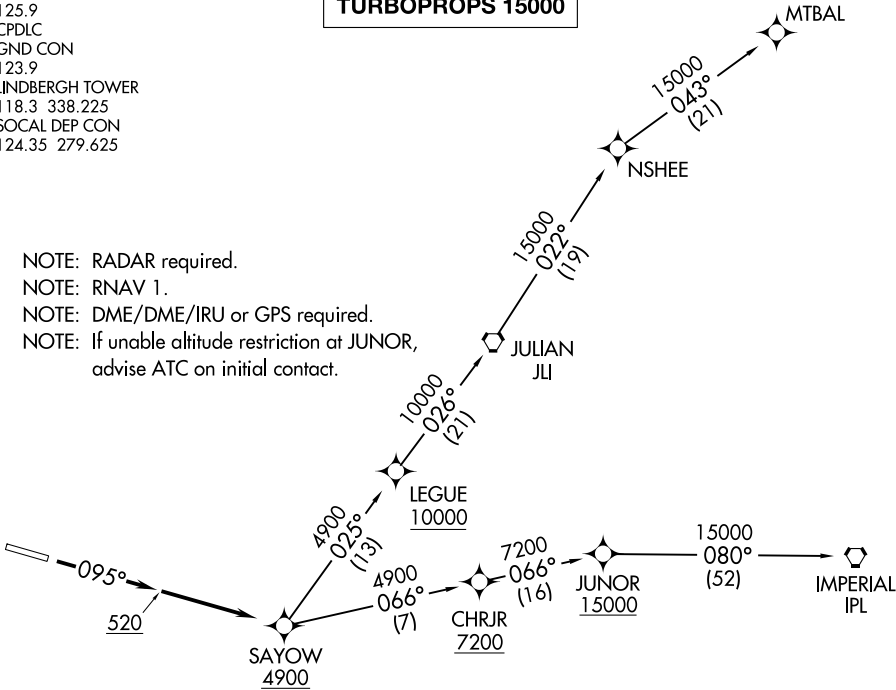 125.9
CPDLC
GND CON
123.9
LINDBERGH TOWER
118.3 338.225
SOCAL DEP CON
124.35 279.625
TURBOPROPS 15000
MTBAL
15000
043°
(21)
NSHEE
15000
022°
(19)
NOTE: RADAR required.
NOTE: RNAV 1.
NOTE: DME/DME/IRU or GPS required.
NOTE: If unable altitude restriction at JUNOR,
advise ATC on initial contact.
JULIAN
JLI
10000
026°
(21)
LEGUE
10000
4900
025°
(13)
095°
520
SAYOW
4900
4900
066°
(7)
CHRJR
7200
7200
066°
(16)
JUNOR
15000
15000
080°
(52)
IMPERIAL
IPL